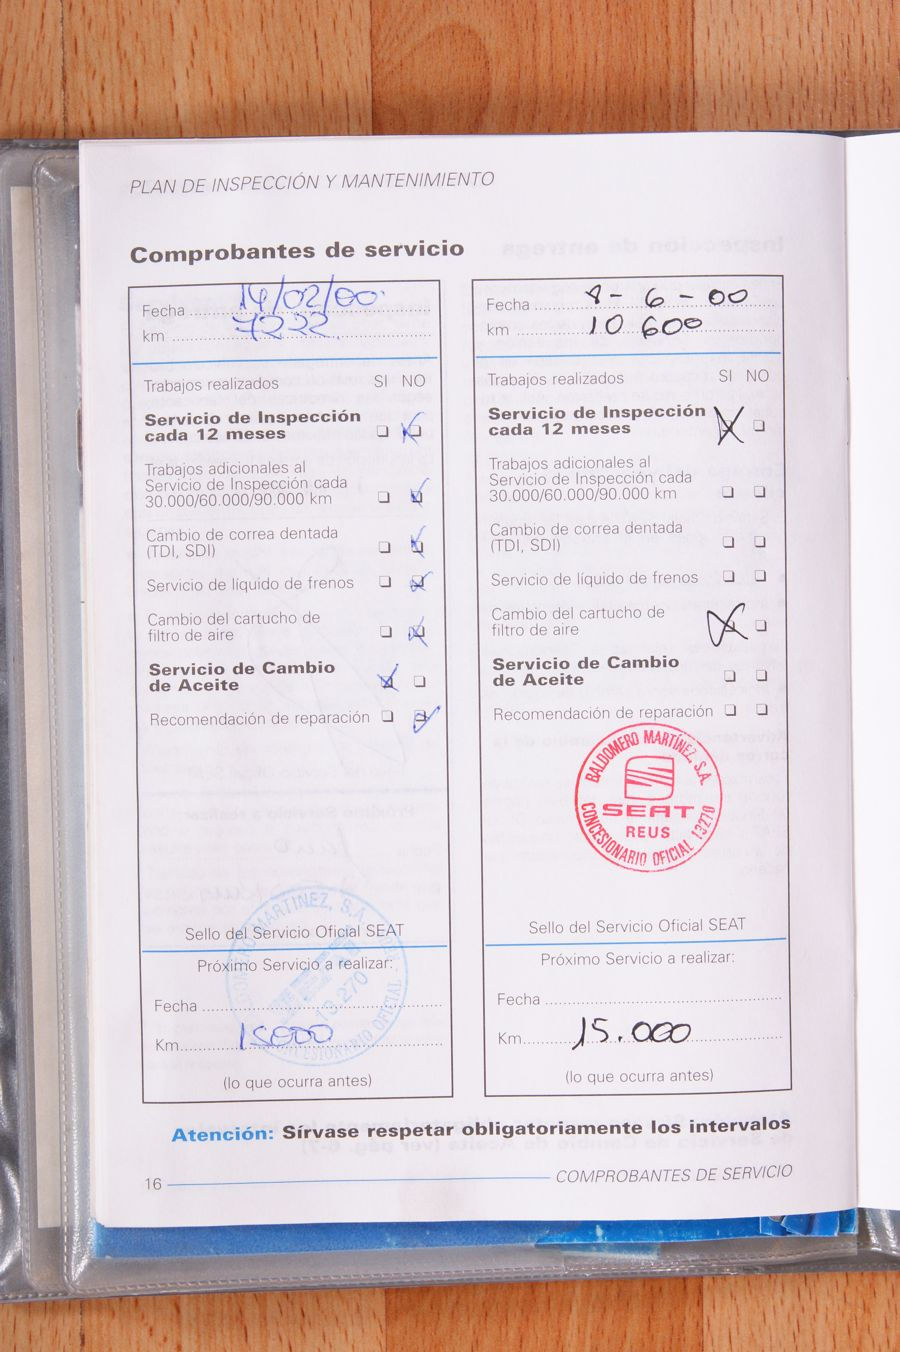 PLAN DE INSPECCIÓN Y MANTENIMIENTO
Comprobantes de servicio
Fecha 14/02/00
km 7222
Trabajos realizados SI NO
Servicio de Inspección
cada 12 meses
Trabajos adicionales al
Servicio de Inspección cada
30.000/60.000/90.000 km
Cambio de correa dentada
(TDI, SDI)
Servicio de líquido de frenos
Cambio del cartucho de
filtro de aire
Servicio de Cambio
de Aceite
Recomendación de reparación
MARTINEZ, S.A.
13.270
CONCESIONARIO OFICIAL
Sello del Servicio Oficial SEAT
Próximo Servicio a realizar:
Fecha
Km 15000
(lo que ocurra antes)
Fecha 8-6-00
km 10 600
Trabajos realizados SI NO
Servicio de Inspección
cada 12 meses
Trabajos adicionales al
Servicio de Inspección cada
30.000/60.000/90.000 km
Cambio de correa dentada
(TDI, SDI)
Servicio de líquido de frenos
Cambio del cartucho de
filtro de aire
Servicio de Cambio
de Aceite
Recomendación de reparación
BALDOMERO MARTÍNEZ, S.A.
SEAT
REUS
CONCESIONARIO OFICIAL 13270
Sello del Servicio Oficial SEAT
Próximo Servicio a realizar:
Fecha
Km 15.000
(lo que ocurra antes)
Atención: Sírvase respetar obligatoriamente los intervalos
16 COMPROBANTES DE SERVICIO